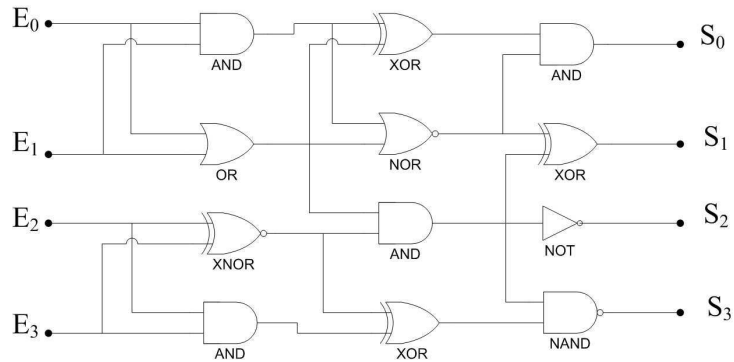 E0
S0
AND
XOR
AND
E1
S1
OR
NOR
XOR
E2
S2
XNOR
AND
NOT
E3
S3
AND
XOR
NAND